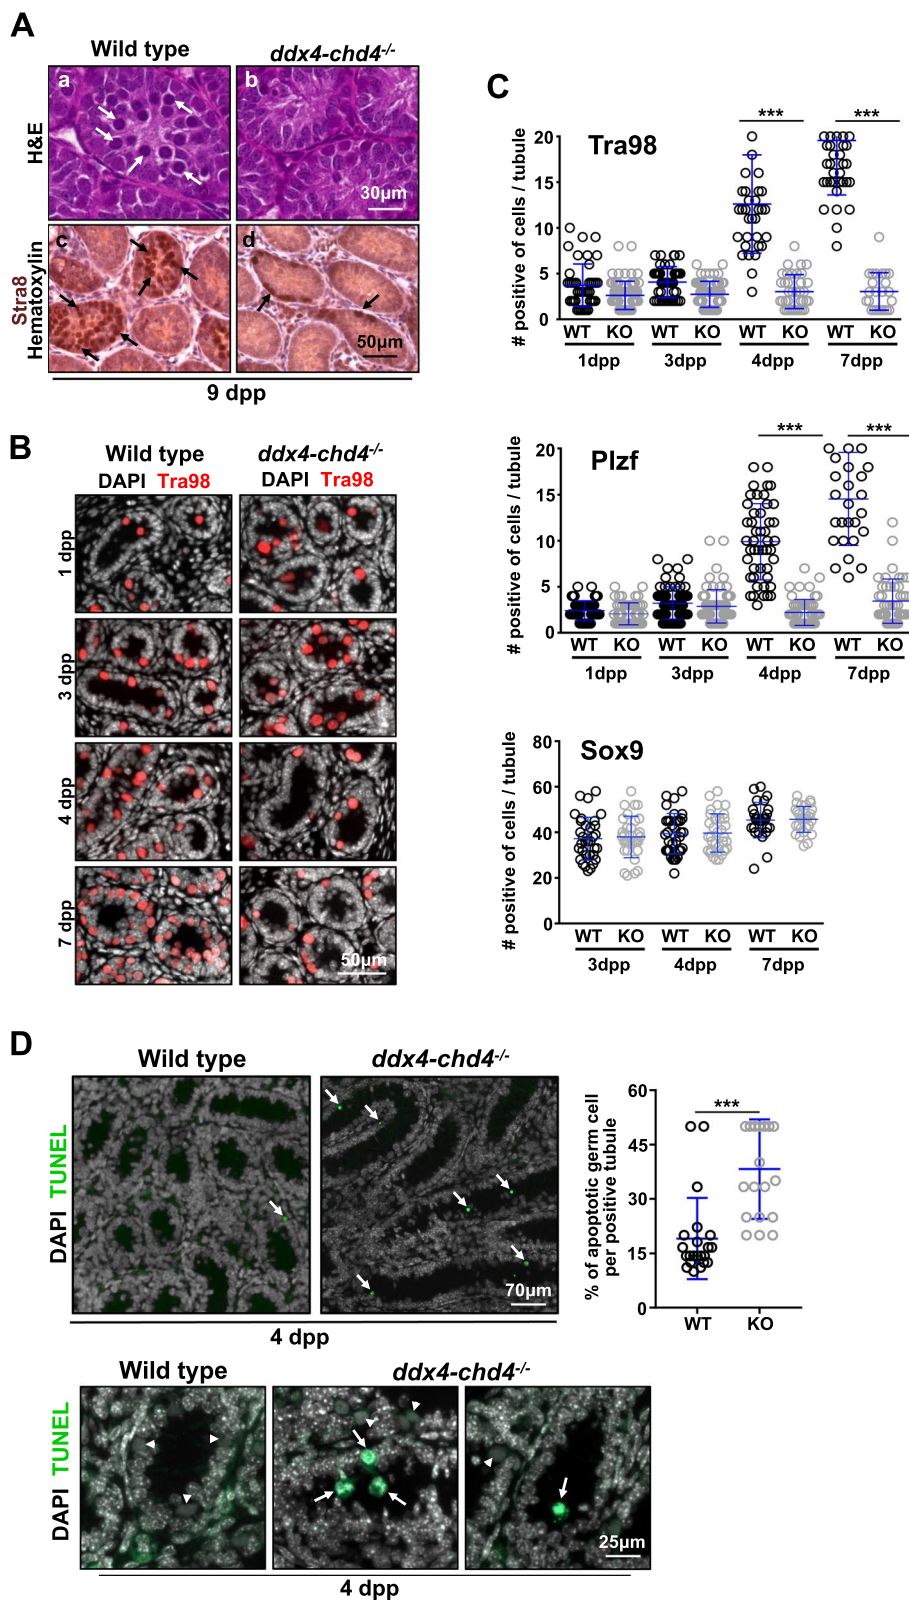 A
Wild type
ddx4-chd4-/-
H&E
a
b
30µm
Stra8
Hematoxylin
c
d
50µm
9 dpp
B
Wild type
ddx4-chd4-/-
DAPI Tra98
DAPI Tra98
1 dpp
3 dpp
4 dpp
7 dpp
50µm
C
# positive of cells / tubule
Tra98
***
***
20
15
10
5
0
WT KO WT KO WT KO WT KO
1dpp 3dpp 4dpp 7dpp
# positive of cells / tubule
Plzf
***
***
20
15
10
5
0
WT KO WT KO WT KO WT KO
1dpp 3dpp 4dpp 7dpp
# positive of cells / tubule
Sox9
80
60
40
20
0
WT KO WT KO WT KO
3dpp 4dpp 7dpp
D
Wild type
ddx4-chd4-/-
DAPI TUNEL
70µm
4 dpp
% of apoptotic germ cell
per positive tubule
***
60
45
30
15
0
WT KO
Wild type
ddx4-chd4-/-
DAPI TUNEL
25µm
4 dpp